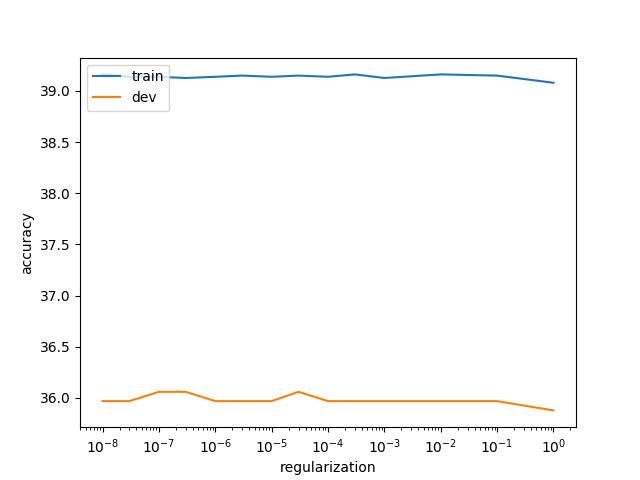 train
dev
39.0
38.5
38.0
37.5
37.0
36.5
36.0
accuracy
10⁻⁸ 10⁻⁷ 10⁻⁶ 10⁻⁵ 10⁻⁴ 10⁻³ 10⁻² 10⁻¹ 10⁰
regularization